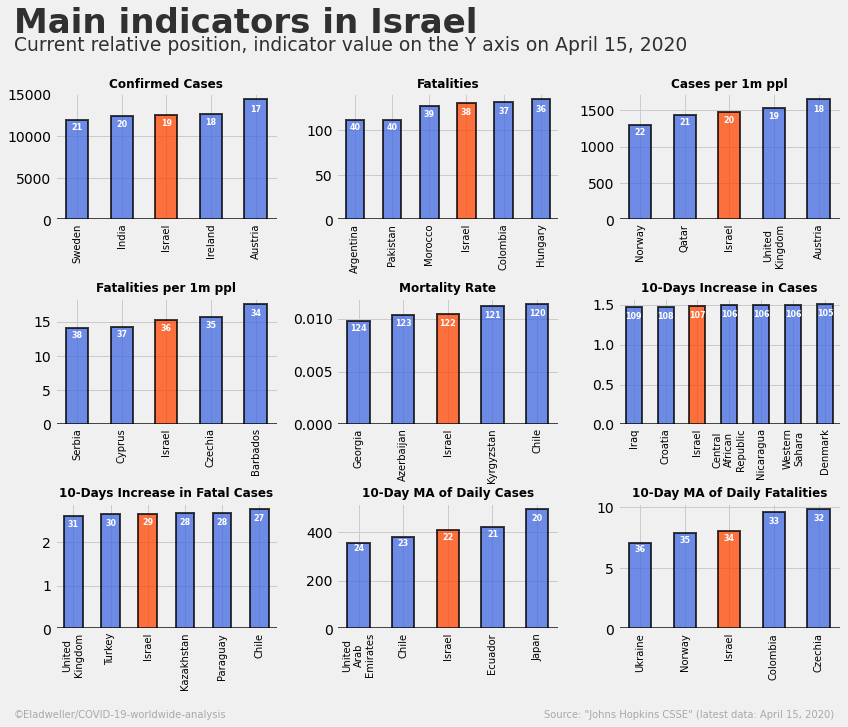 Main indicators in Israel
Current relative position, indicator value on the Y axis on April 15, 2020
Confirmed Cases
15000
10000
5000
0
21
20
19
18
17
Sweden
India
Israel
Ireland
Austria
Fatalities
100
50
0
40
40
39
38
37
36
Argentina
Pakistan
Morocco
Israel
Colombia
Hungary
Cases per 1m ppl
1500
1000
500
0
22
21
20
19
18
Norway
Qatar
Israel
United
Kingdom
Austria
Fatalities per 1m ppl
15
10
5
0
38
37
36
35
34
Serbia
Cyprus
Israel
Czechia
Barbados
Mortality Rate
0.010
0.005
0.000
124
123
122
121
120
Georgia
Azerbaijan
Israel
Kyrgyzstan
Chile
10-Days Increase in Cases
1.5
1.0
0.5
0.0
109
108
107
106
106
106
105
Iraq
Croatia
Israel
Central
African
Republic
Nicaragua
Western
Sahara
Denmark
10-Days Increase in Fatal Cases
2
1
0
31
30
29
28
28
27
United
Kingdom
Turkey
Israel
Kazakhstan
Paraguay
Chile
10-Day MA of Daily Cases
400
200
0
24
23
22
21
20
United
Arab
Emirates
Chile
Israel
Ecuador
Japan
10-Day MA of Daily Fatalities
10
5
0
36
35
34
33
32
Ukraine
Norway
Israel
Colombia
Czechia
©Eladweller/COVID-19-worldwide-analysis
Source: "Johns Hopkins CSSE" (latest data: April 15, 2020)